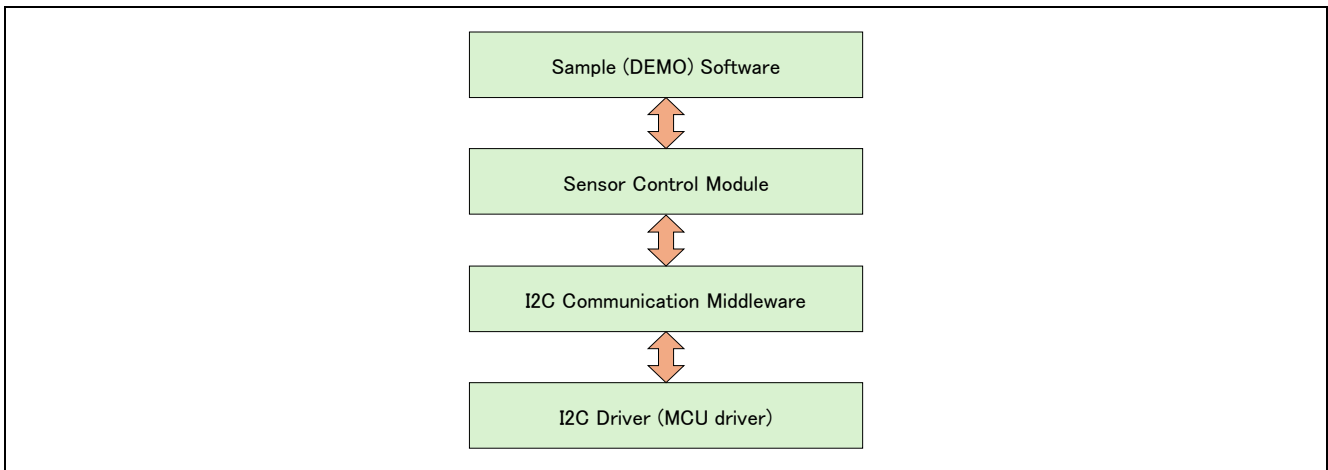 Sample (DEMO) Software
Sensor Control Module
I2C Communication Middleware
I2C Driver (MCU driver)